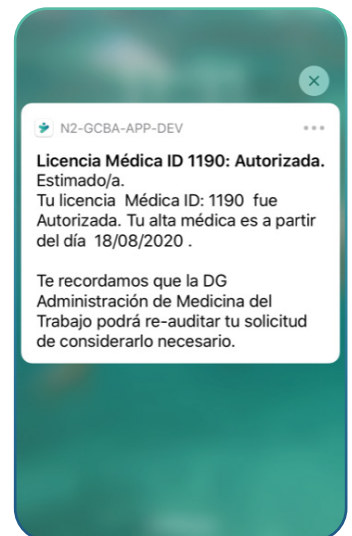 N2-GCBA-APP-DEV
Licencia Médica ID 1190: Autorizada.
Estimado/a.
Tu licencia Médica ID: 1190 fue
Autorizada. Tu alta médica es a partir
del día 18/08/2020 .
Te recordamos que la DG
Administración de Medicina del
Trabajo podrá re-auditar tu solicitud
de considerarlo necesario.